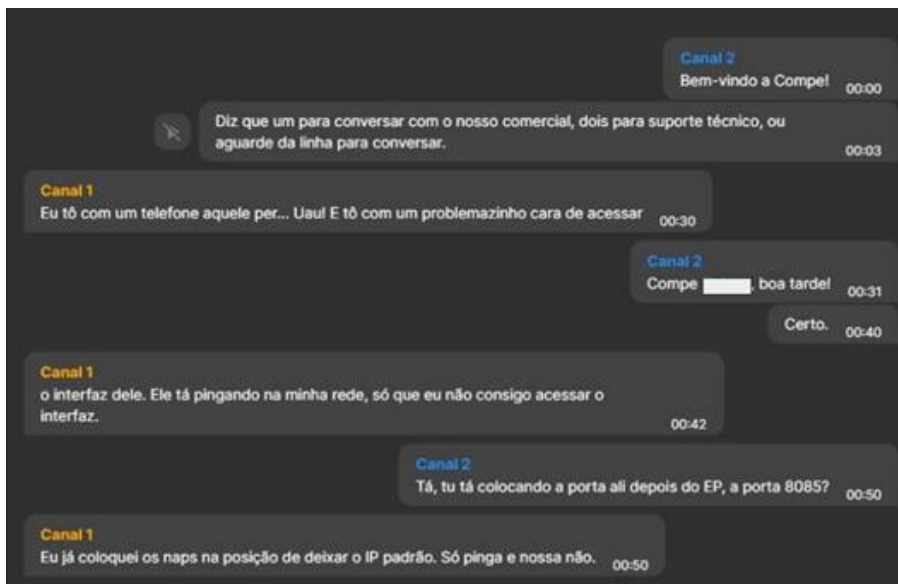 Canal 2
Bem-vindo a Compe!
00:00
Diz que um para conversar com o nosso comercial, dois para suporte técnico, ou
aguarde da linha para conversar.
00:03
Canal 1
Eu tô com um telefone aquele per... Uau! E tô com um problemazinho cara de acessar
00:30
Canal 2
Compe , boa tarde!
00:31
Certo.
00:40
Canal 1
o interfaz dele. Ele tá pingando na minha rede, só que eu não consigo acessar o
interfaz.
00:42
Canal 2
Tá, tu tá colocando a porta ali depois do EP, a porta 8085?
00:50
Canal 1
Eu já coloquei os naps na posição de deixar o IP padrão. Só pinga e nossa não.
00:50